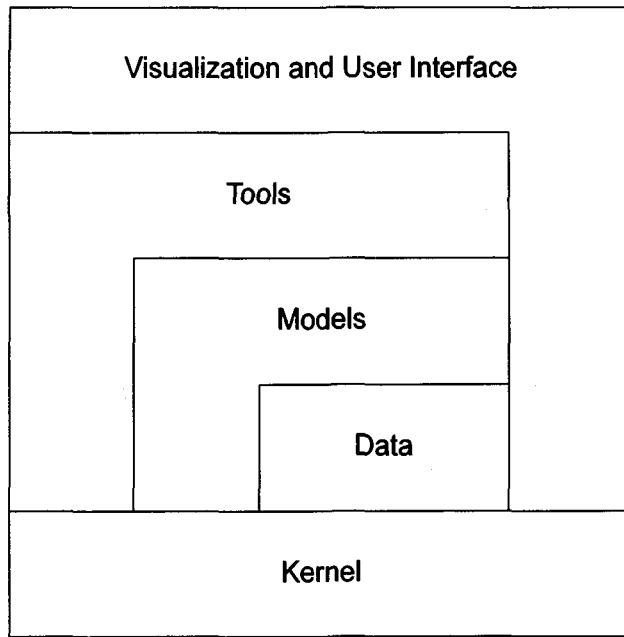 Visualization and User Interface
Tools
Models
Data
Kernel